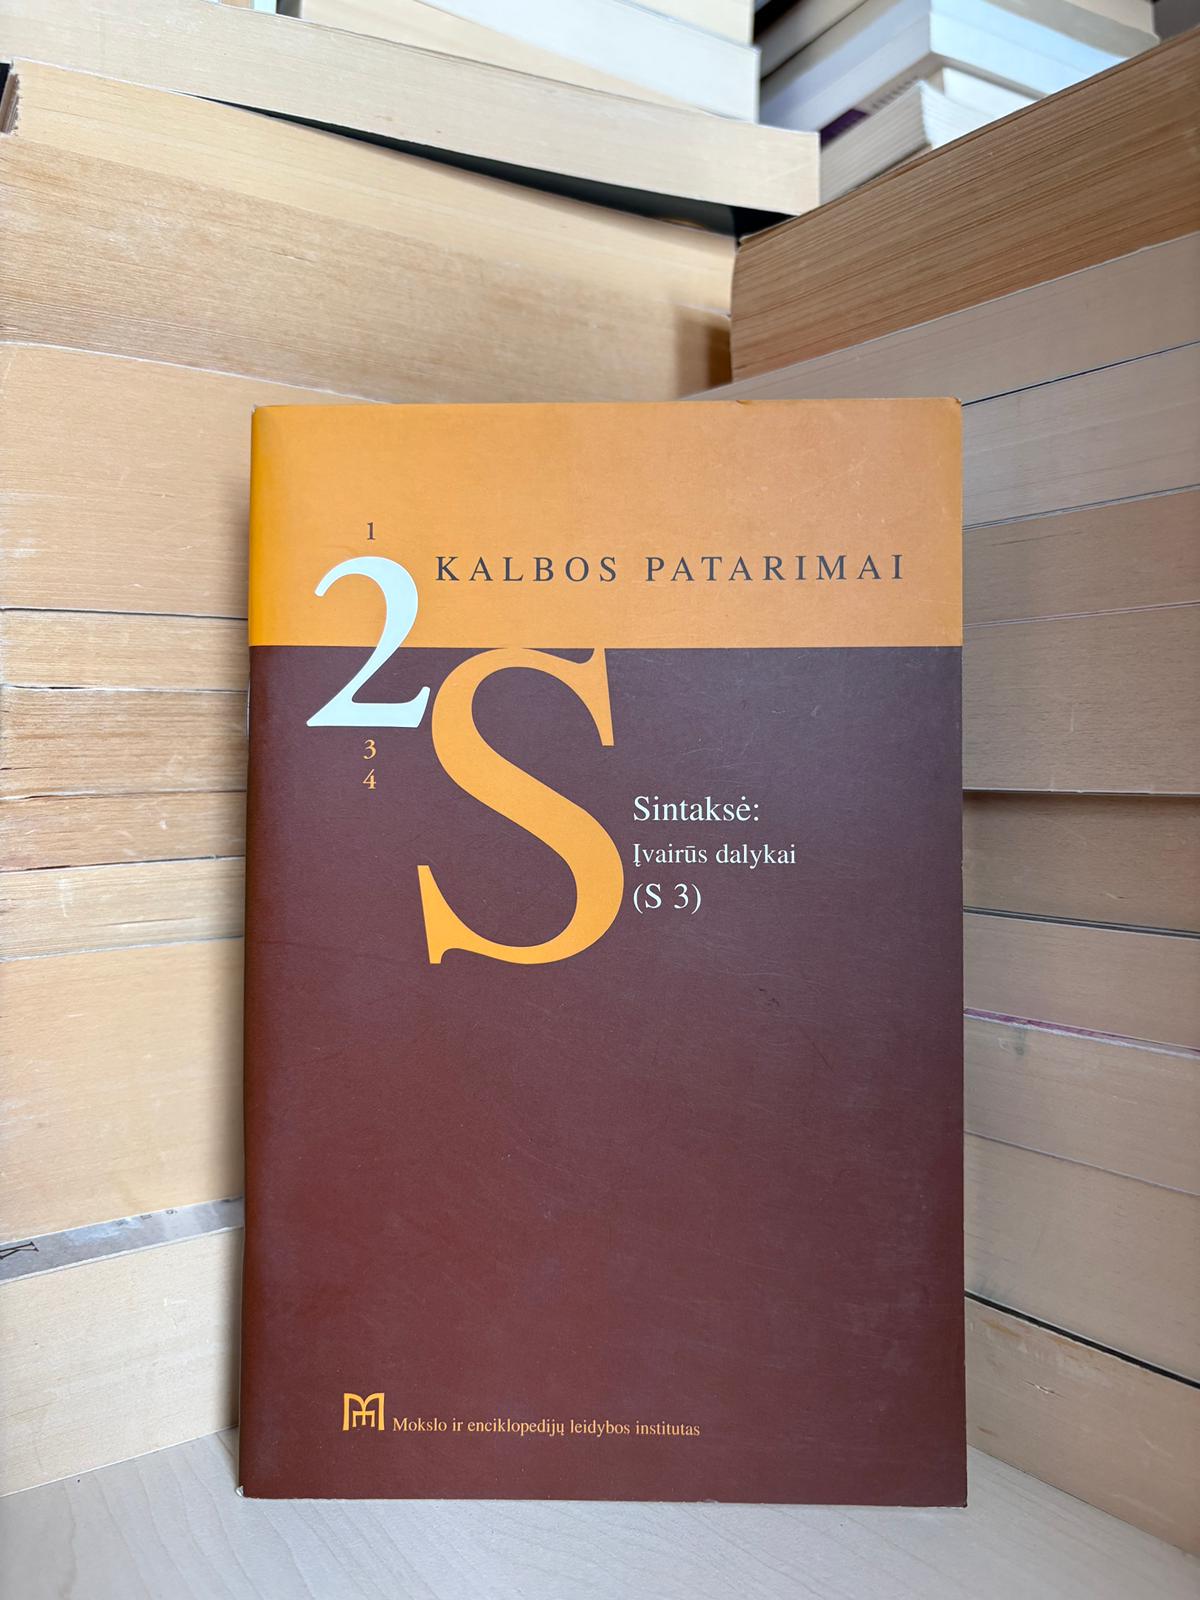 1
2 KALBOS PATARIMAI
3
4
S
Sintaksė:
Įvairūs dalykai
(S 3)
Mokslo ir enciklopedijų leidybos institutas